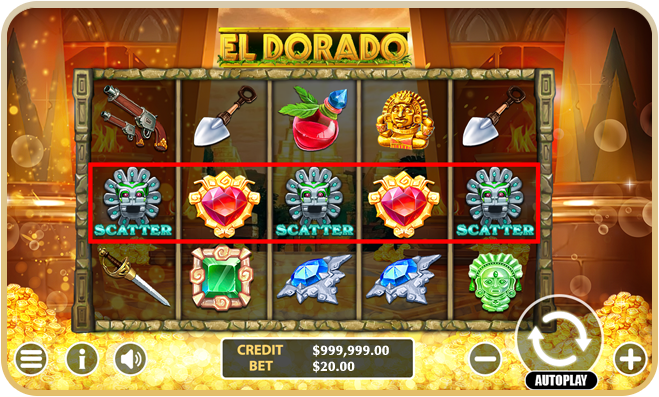 EL DORADO
SCATTER SCATTER SCATTER
CREDIT $999,999.00
BET $20.00
AUTOPLAY